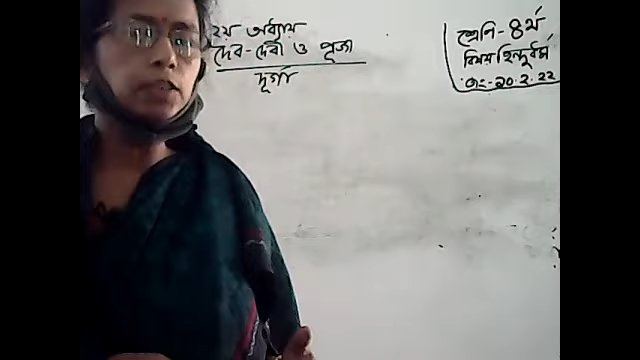 ২য় অধ্যায়
দেব-দেবী ও পূজা
দূর্গা
শ্রেণি-৪র্থ
বিষয় হিন্দুধর্ম
তাং-২০.২.২২